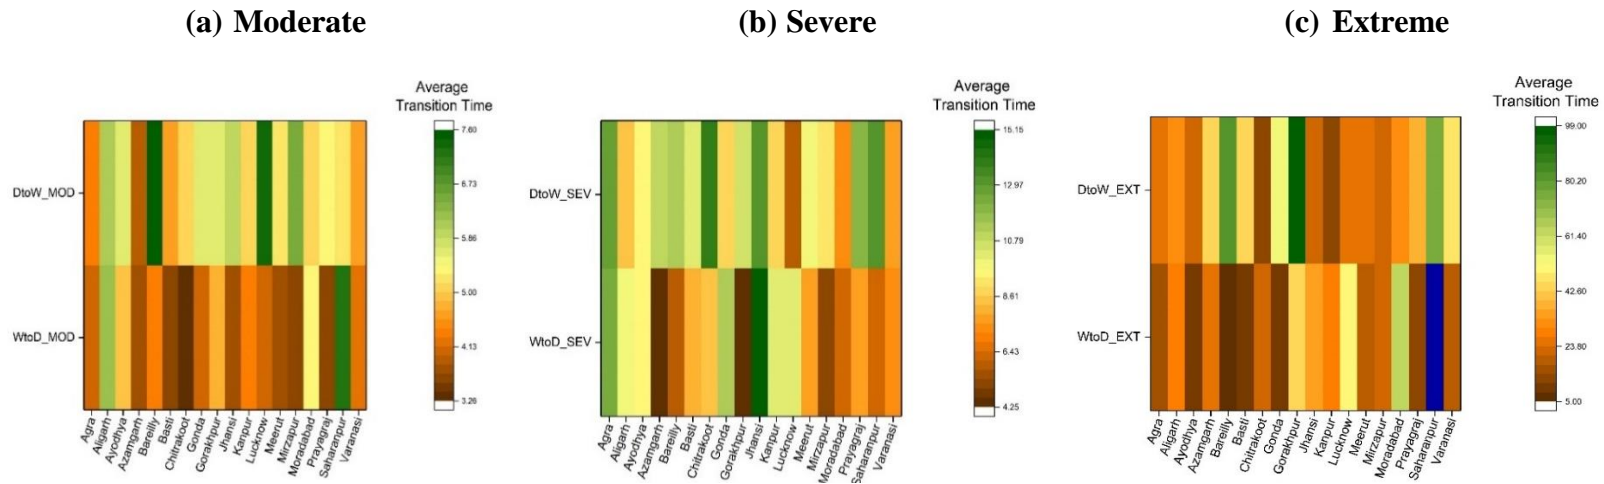 (a) Moderate
(b) Severe
(c) Extreme
Average
Transition Time
7.60
6.73
5.86
5.00
4.13
3.26
DtoW_MOD
WtoD_MOD
Agra
Aligarh
Ayodhya
Azamgarh
Bareilly
Basti
Chitrakoot
Gonda
Gorakhpur
Jhansi
Kanpur
Lucknow
Meerut
Mirzapur
Moradabad
Prayagraj
Saharanpur
Varanasi
Average
Transition Time
15.15
12.97
10.79
8.61
6.43
4.25
DtoW_SEV
WtoD_SEV
Agra
Aligarh
Ayodhya
Azamgarh
Bareilly
Basti
Chitrakoot
Gonda
Gorakhpur
Jhansi
Kanpur
Lucknow
Meerut
Mirzapur
Moradabad
Prayagraj
Saharanpur
Varanasi
Average
Transition Time
99.00
80.20
61.40
42.60
23.80
5.00
DtoW_EXT
WtoD_EXT
Agra
Aligarh
Ayodhya
Azamgarh
Bareilly
Basti
Chitrakoot
Gonda
Gorakhpur
Jhansi
Kanpur
Lucknow
Meerut
Mirzapur
Moradabad
Prayagraj
Saharanpur
Varanasi